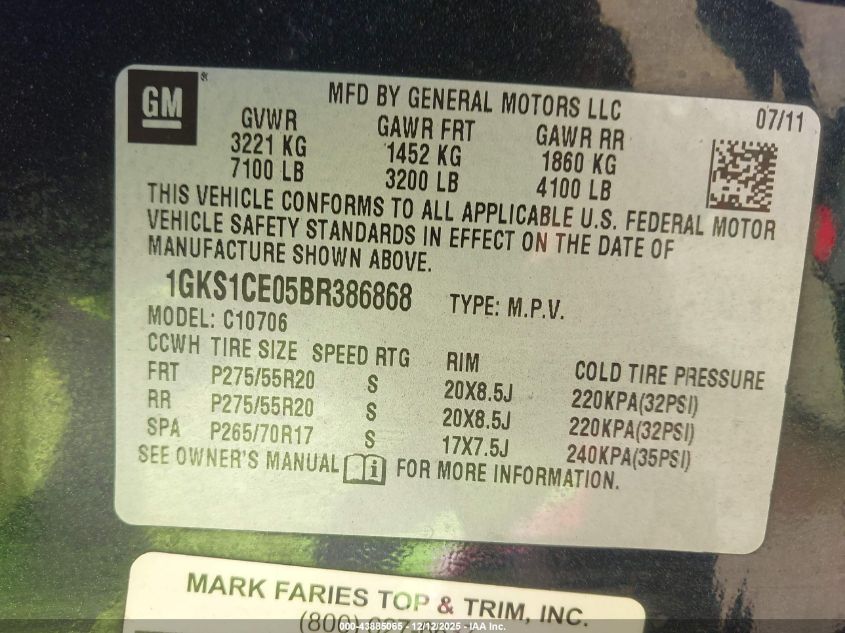 GM
MFD BY GENERAL MOTORS LLC
07/11
GVWR GAWR FRT GAWR RR
3221 KG 1452 KG 1860 KG
7100 LB 3200 LB 4100 LB
THIS VEHICLE CONFORMS TO ALL APPLICABLE U.S. FEDERAL MOTOR
VEHICLE SAFETY STANDARDS IN EFFECT ON THE DATE OF
MANUFACTURE SHOWN ABOVE.
1GKS1CE05BR386868 TYPE: M.P.V.
MODEL: C10706
CCWH TIRE SIZE SPEED RTG RIM COLD TIRE PRESSURE
FRT P275/55R20 S 20X8.5J 220KPA(32PSI)
RR P275/55R20 S 20X8.5J 220KPA(32PSI)
SPA P265/70R17 S 17X7.5J 240KPA(35PSI)
SEE OWNER'S MANUAL i FOR MORE INFORMATION.
MARK FARIES TOP & TRIM, INC.
(800)
000-43885065 - 12/12/2025 - IAA Inc.